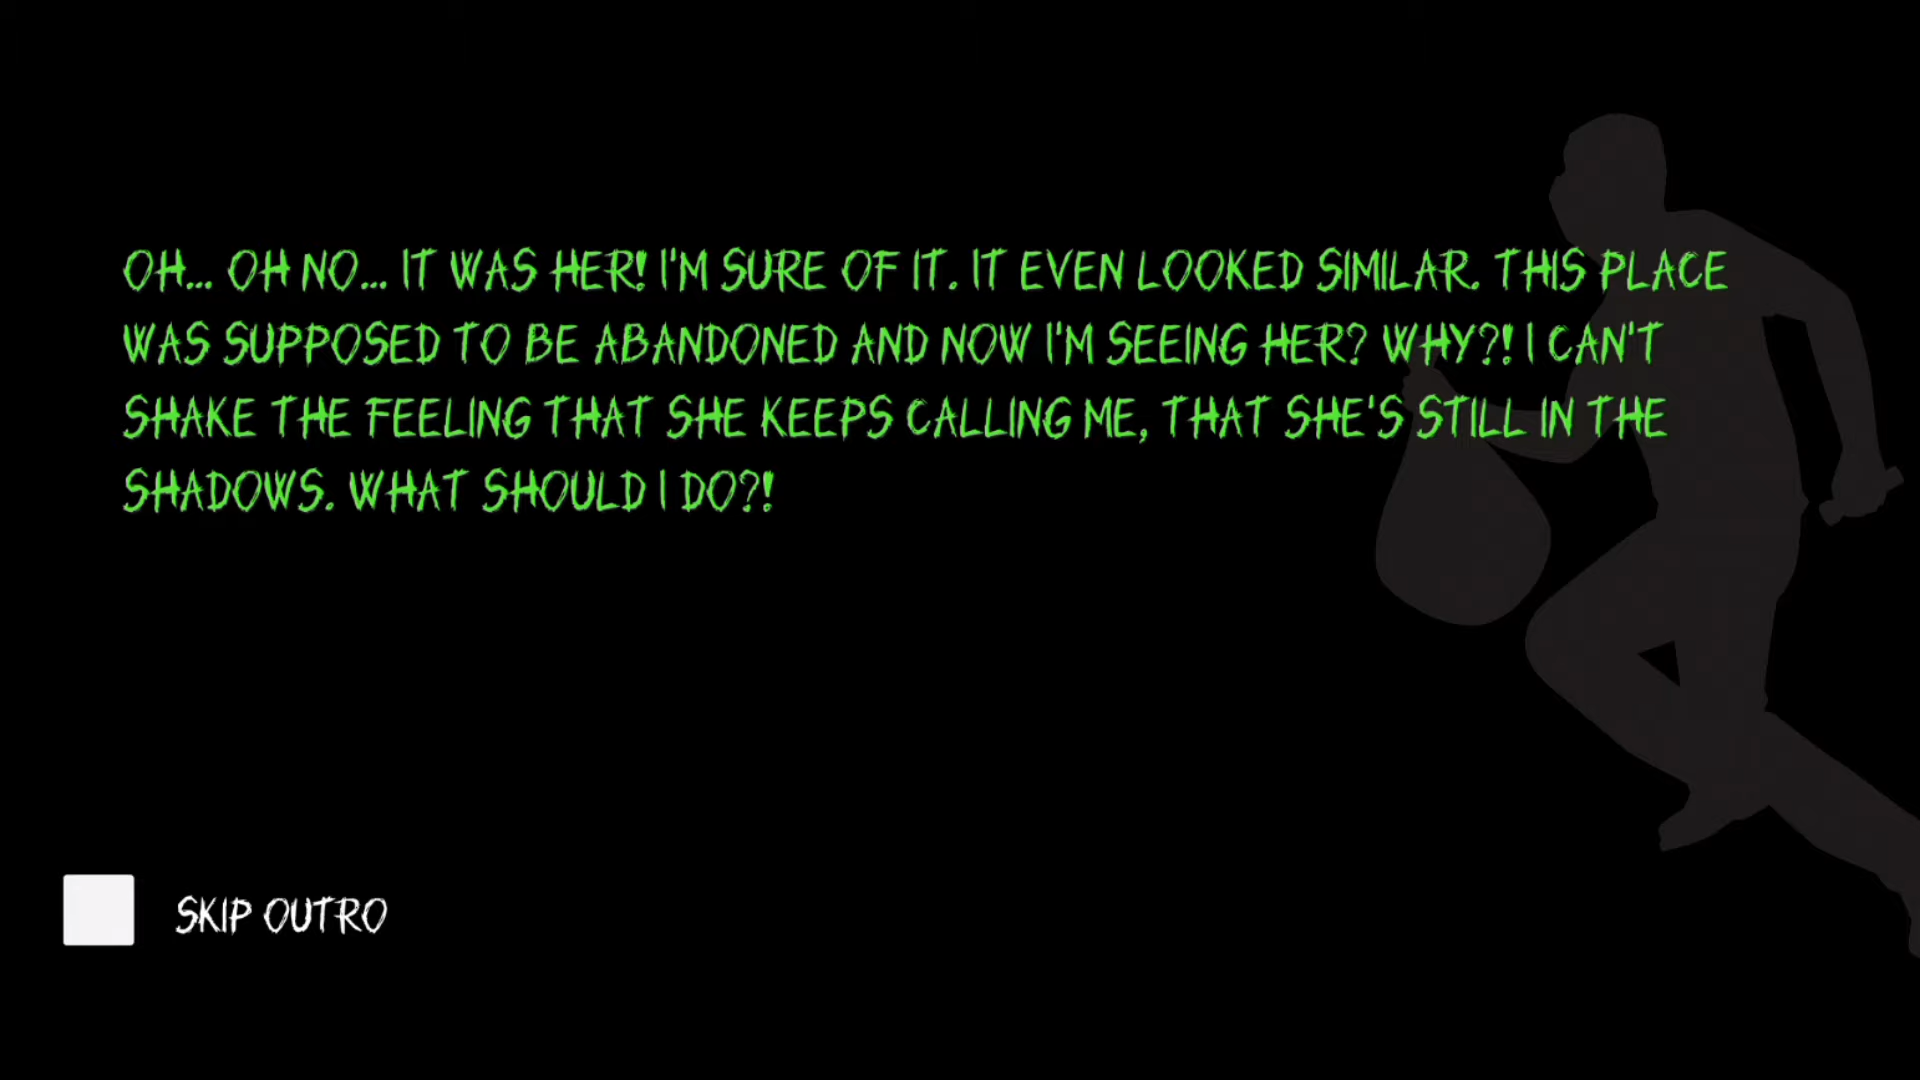 OH... OH NO... IT WAS HER! I'M SURE OF IT. IT EVEN LOOKED SIMILAR. THIS PLACE
WAS SUPPOSED TO BE ABANDONED AND NOW I'M SEEING HER? WHY?! I CAN'T
SHAKE THE FEELING THAT SHE KEEPS CALLING ME, THAT SHE'S STILL IN THE
SHADOWS. WHAT SHOULD I DO?!
SKIP OUTRO